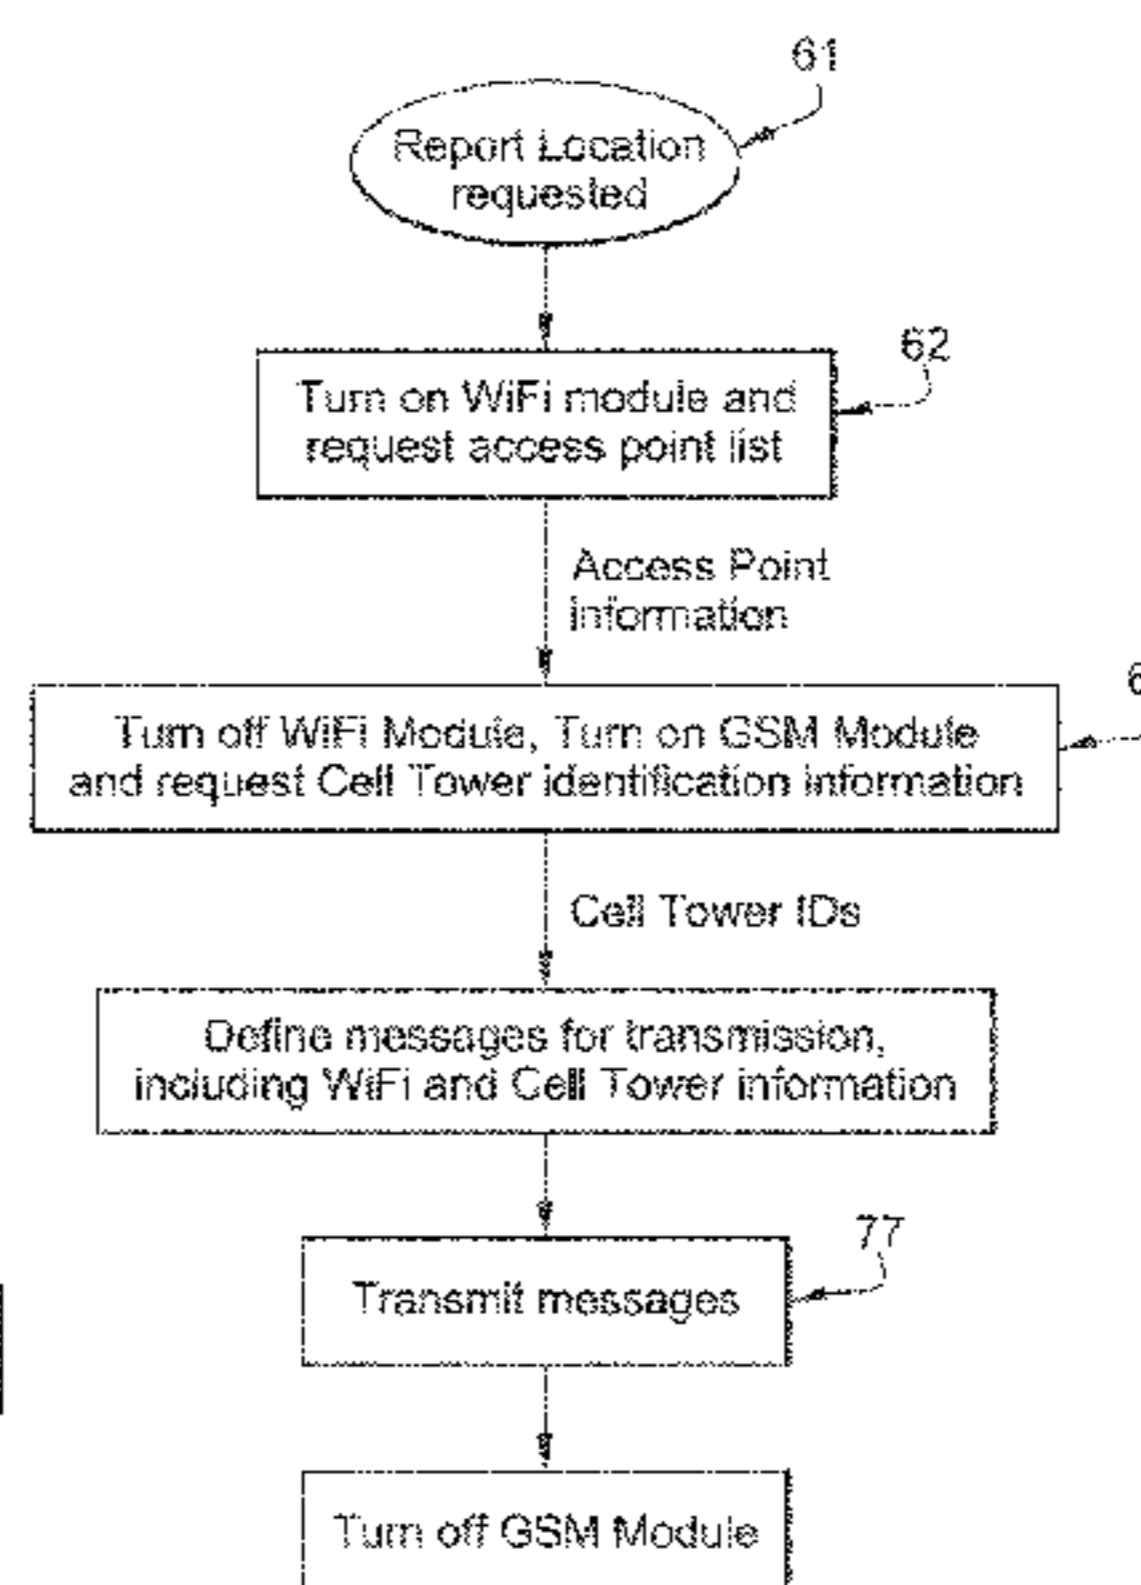 61
Report Location
requested
62
Turn on WiFi module and
request access point list
Access Point
information
6
Turn off WiFi Module, Turn on GSM Module
and request Cell Tower identification information
Cell Tower IDs
Define messages for transmission,
including WiFi and Cell Tower information
77
Transmit messages
Turn off GSM Module